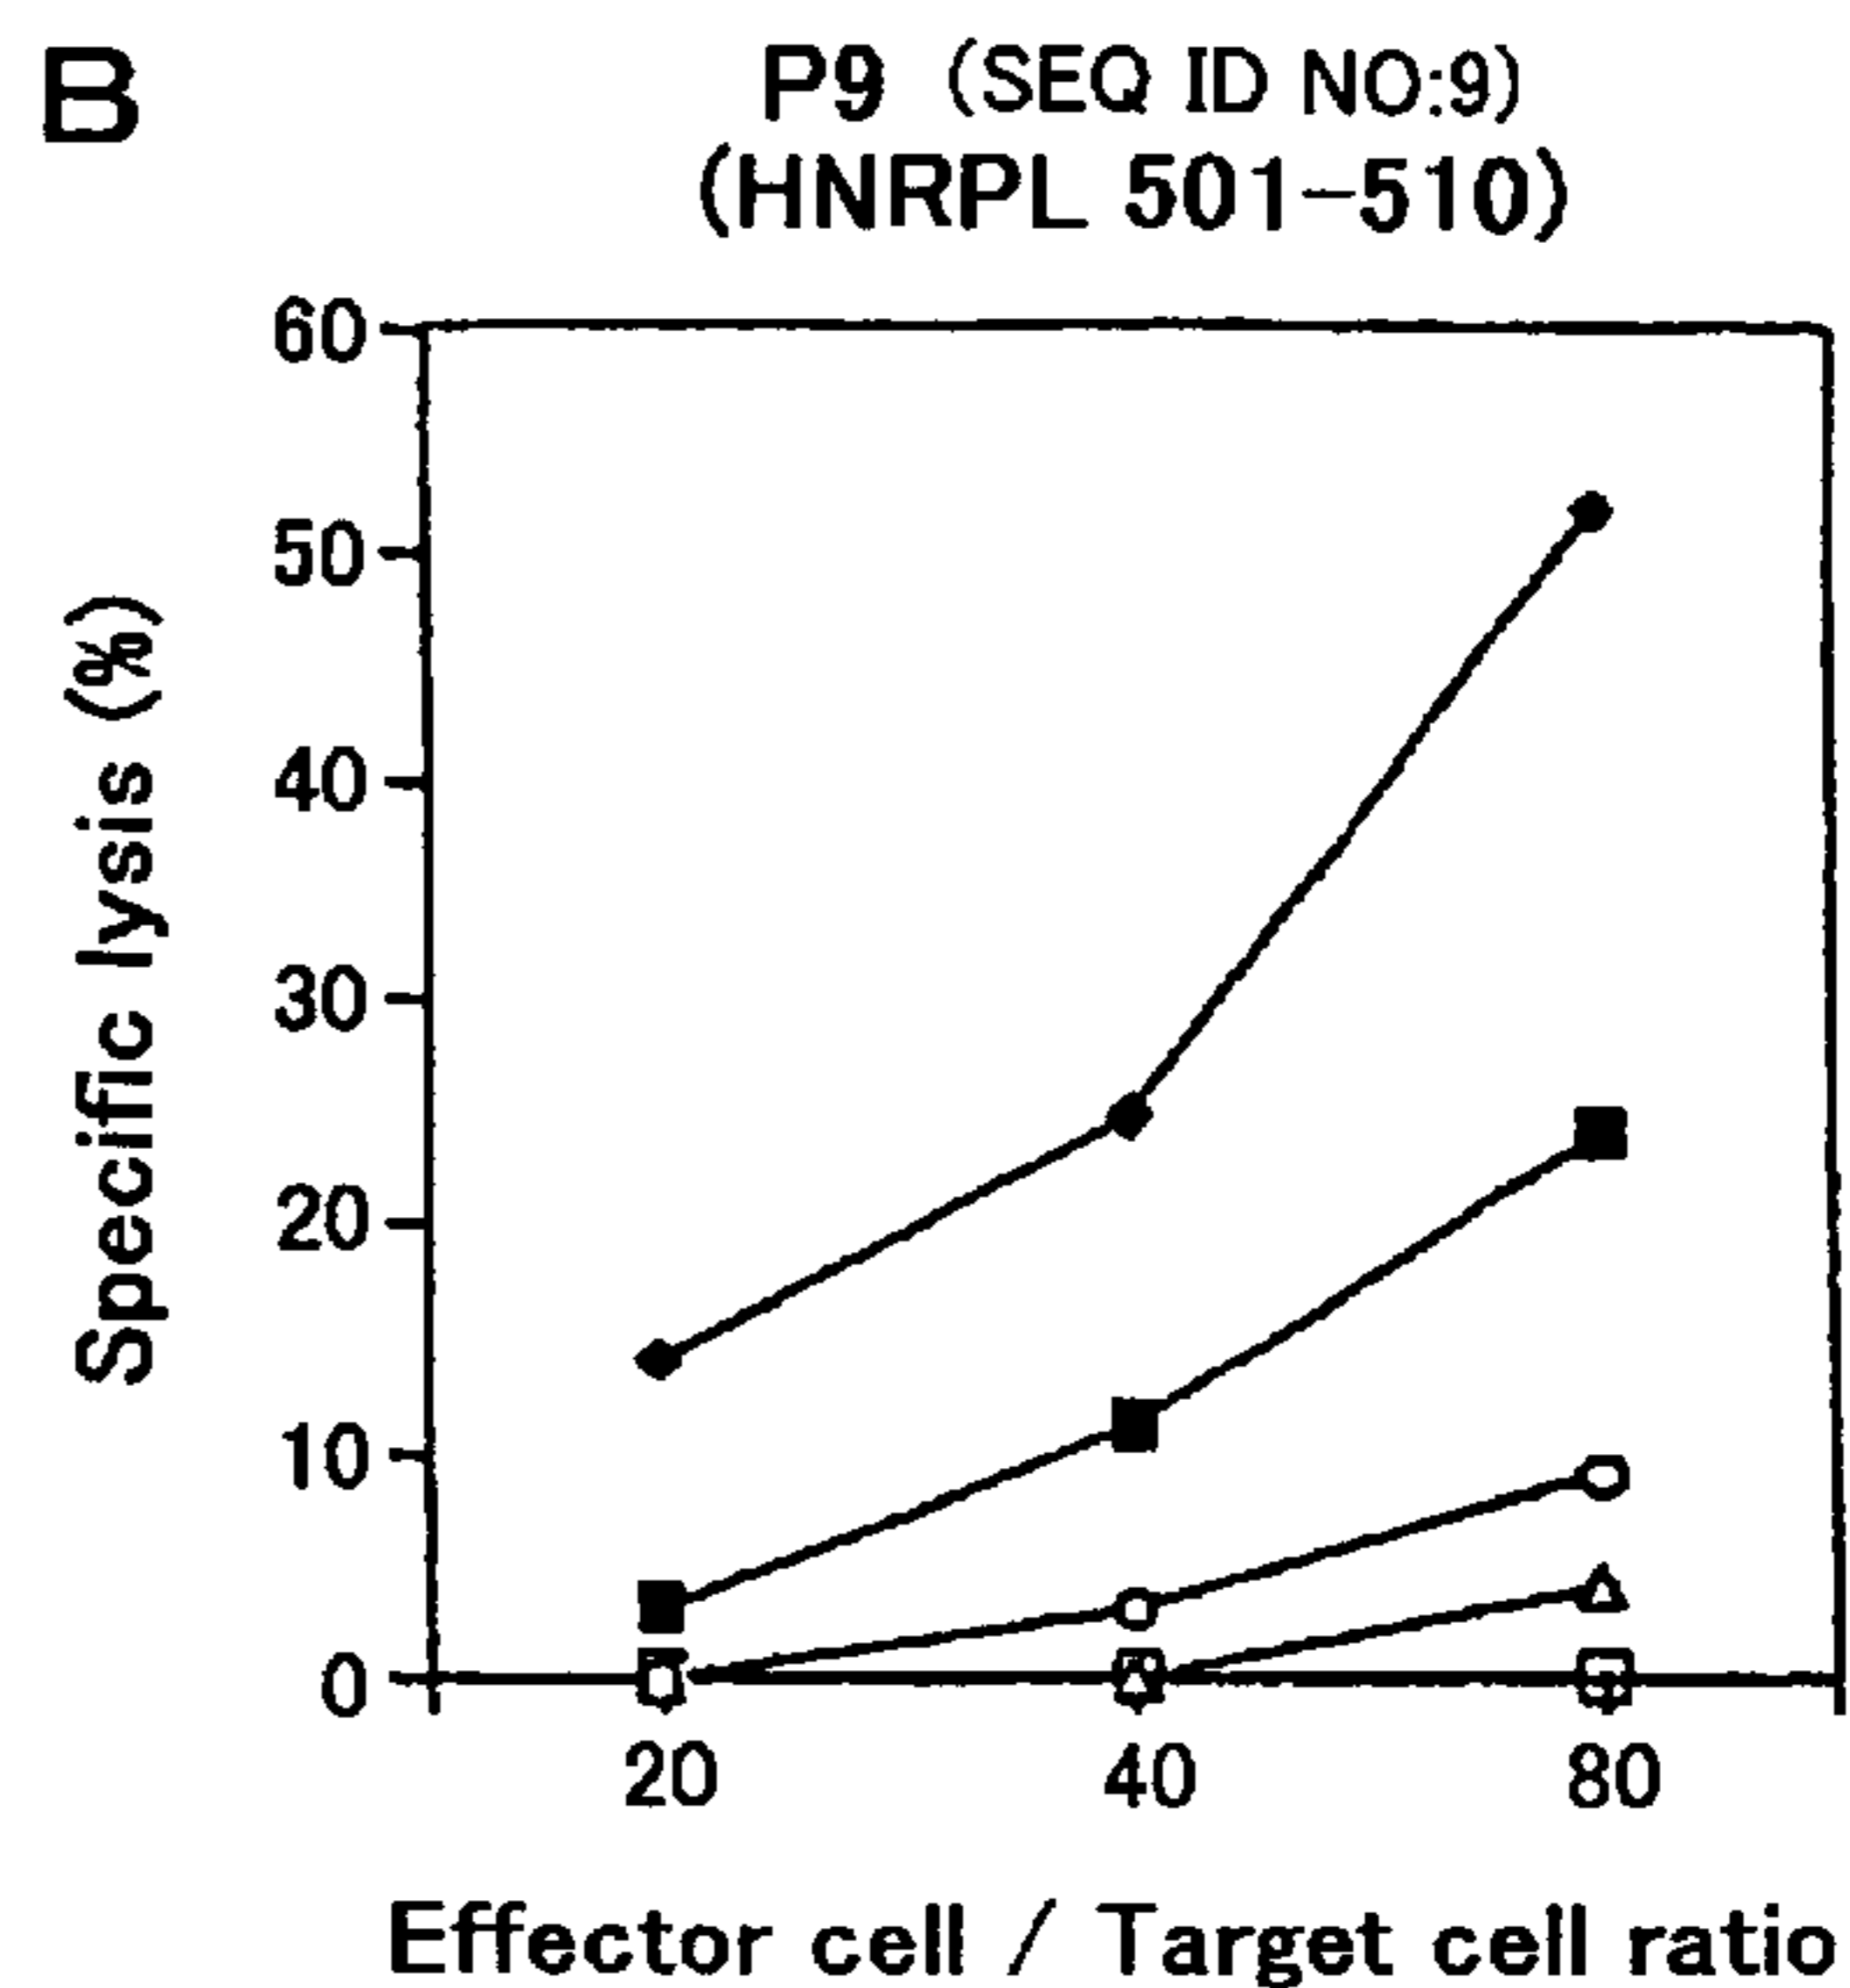 B
P9 (SEQ ID NO:9)
(HNRPL 501-510)
60
50
40
30
20
10
0
Specific lysis (%)
20 40 80
Effector cell / Target cell ratio